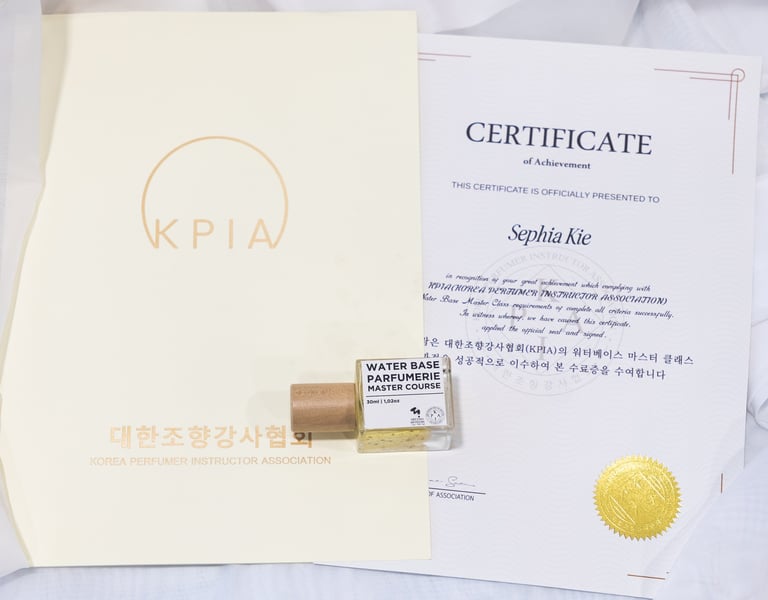 KPIA
대한조향강사협회
KOREA PERFUMER INSTRUCTOR ASSOCIATION
WATER BASE
PARFUMERIE
MASTER COURSE
30ml | 1,02oz
CERTIFICATE
of Achievement
THIS CERTIFICATE IS OFFICIALLY PRESENTED TO
Sephia Kie
in recognition of your great achievement which complying with
KPIA(KOREA PERFUMER INSTRUCTOR ASSOCIATION)
Water Base Master Class requirements of complete all criteria successfully.
In witness whereof, we have caused this certificate,
applied the official seal and signed.
대한조향강사협회(KPIA)의 워터베이스 마스터 클래스
성공적으로 이수하여 본 수료증을 수여합니다
OF ASSOCIATION